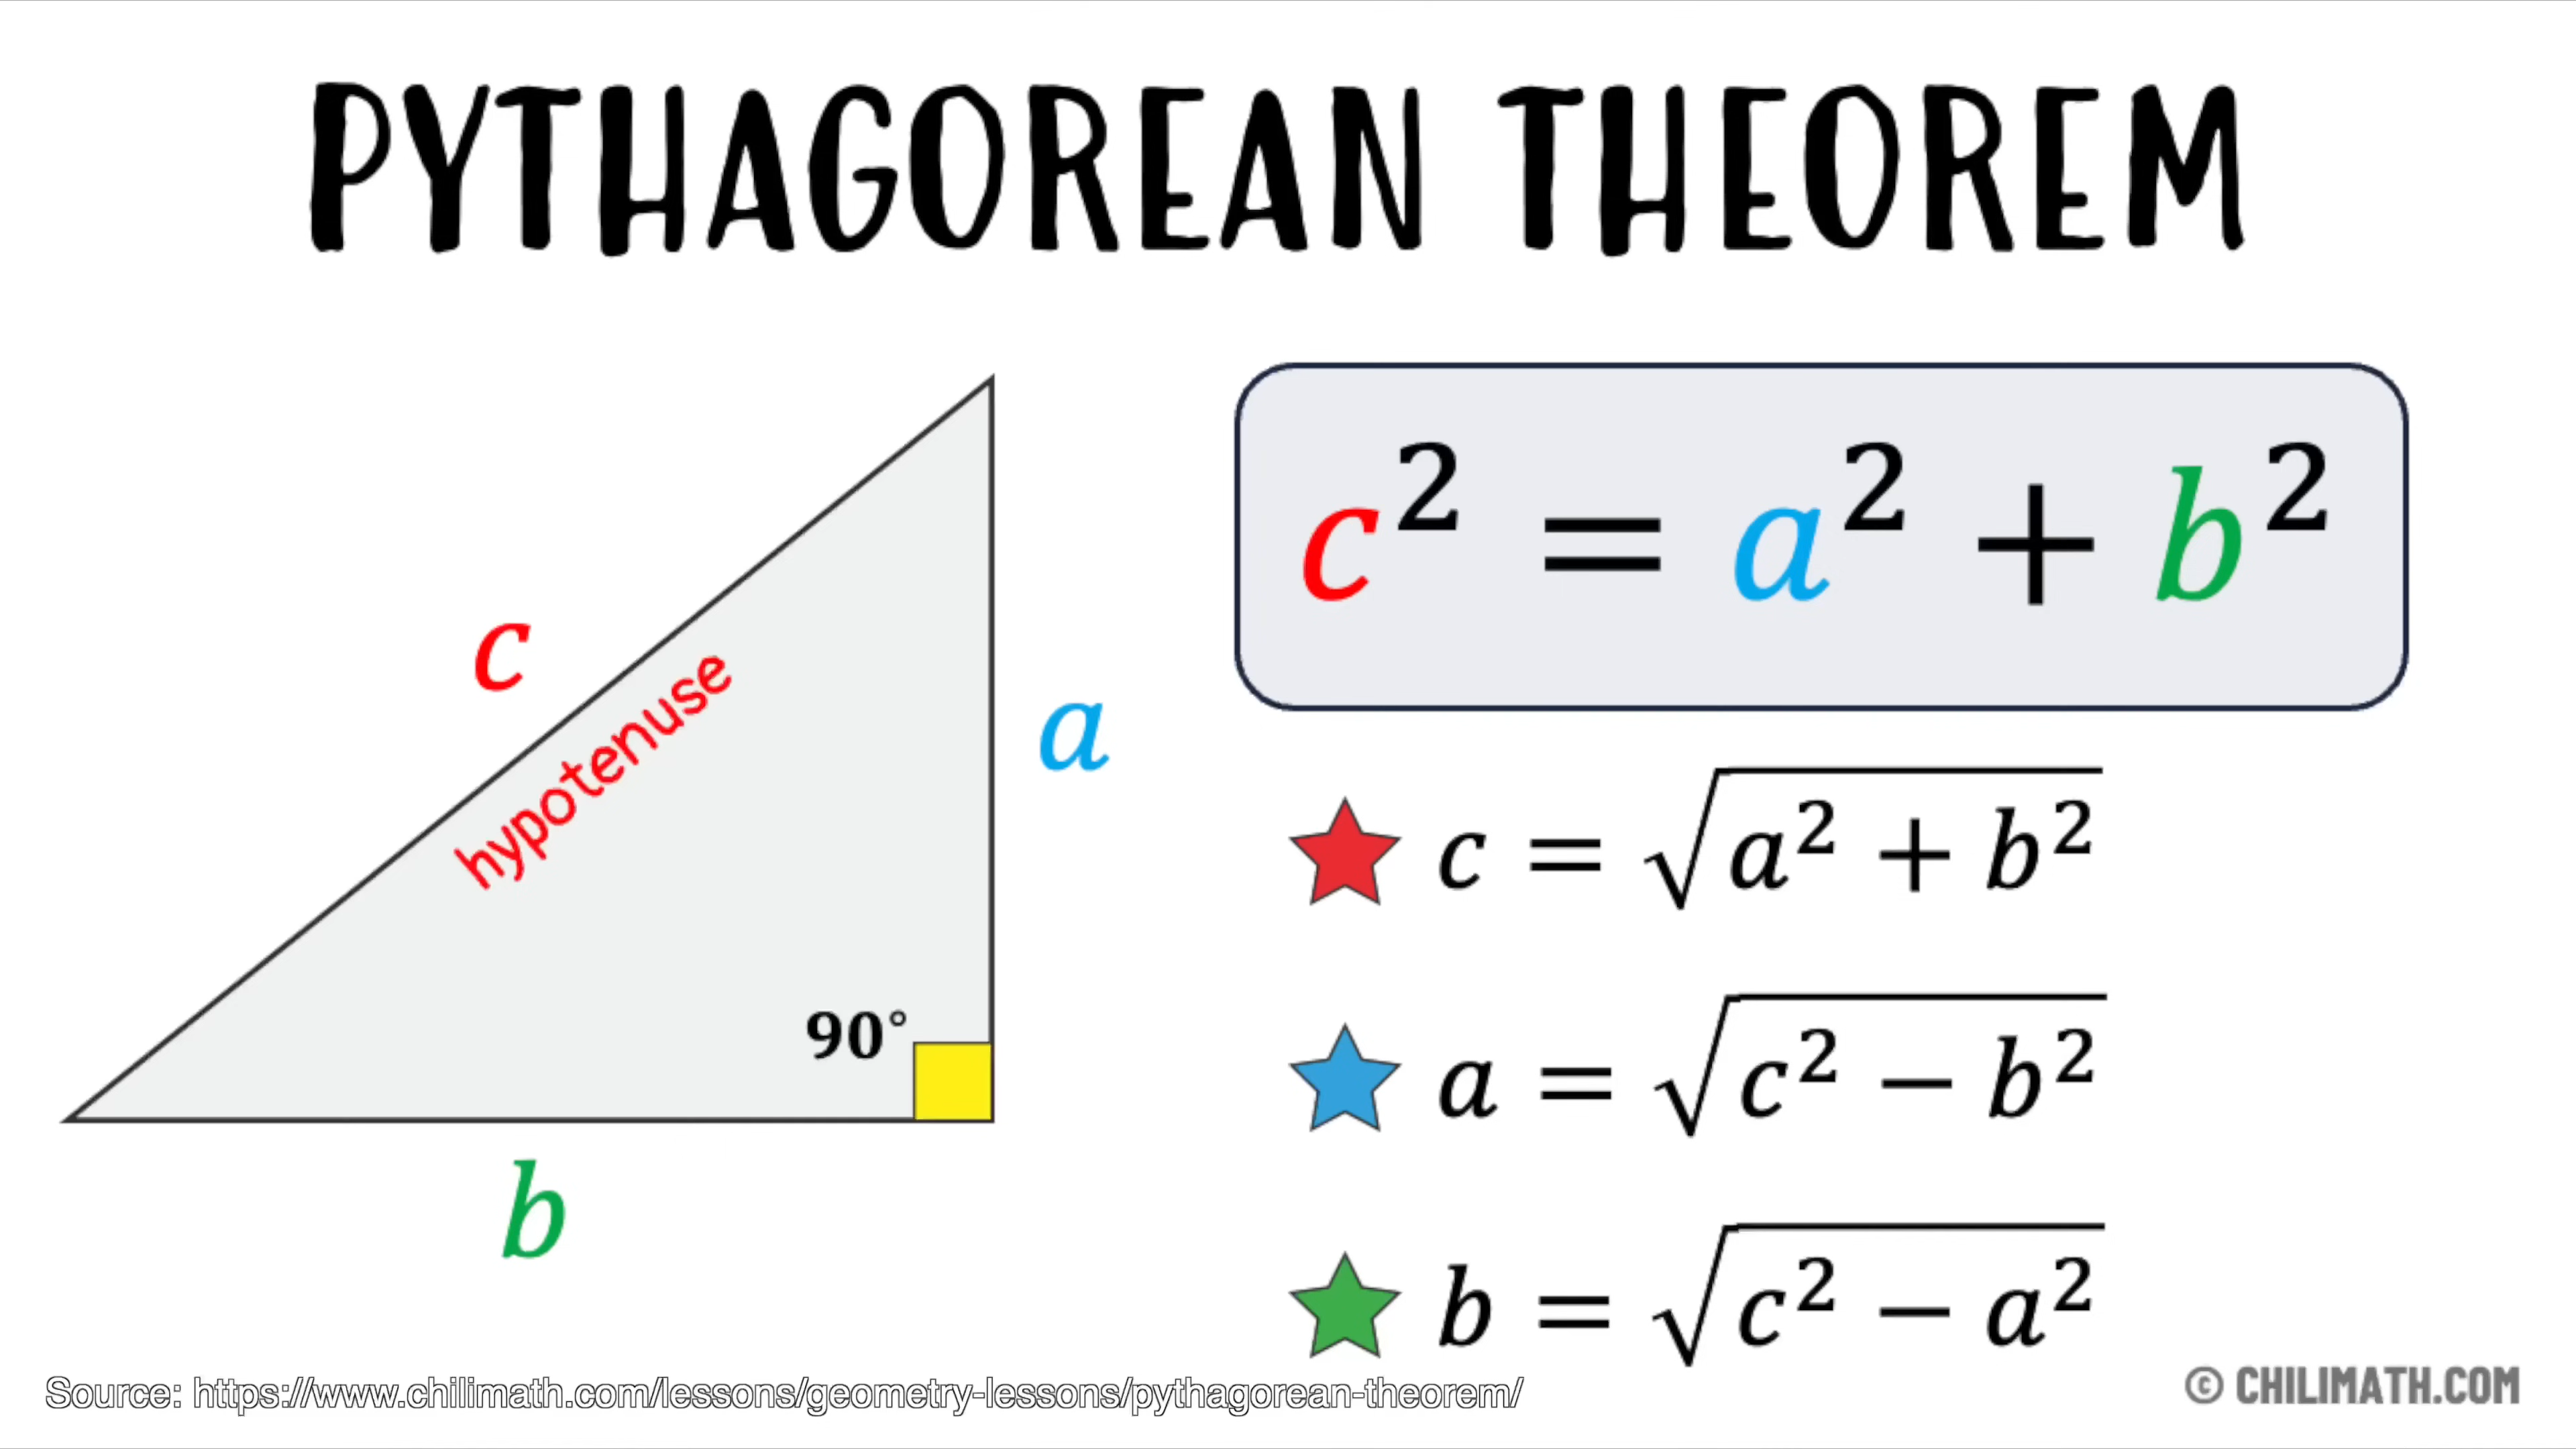 PYTHAGOREAN THEOREM
c² = a² + b²
c
hypotenuse
a
90°
b
c = √(a² + b²)
a = √(c² − b²)
b = √(c² − a²)
Source: https://www.chilimath.com/lessons/geometry-lessons/pythagorean-theorem/
© CHILIMATH.COM